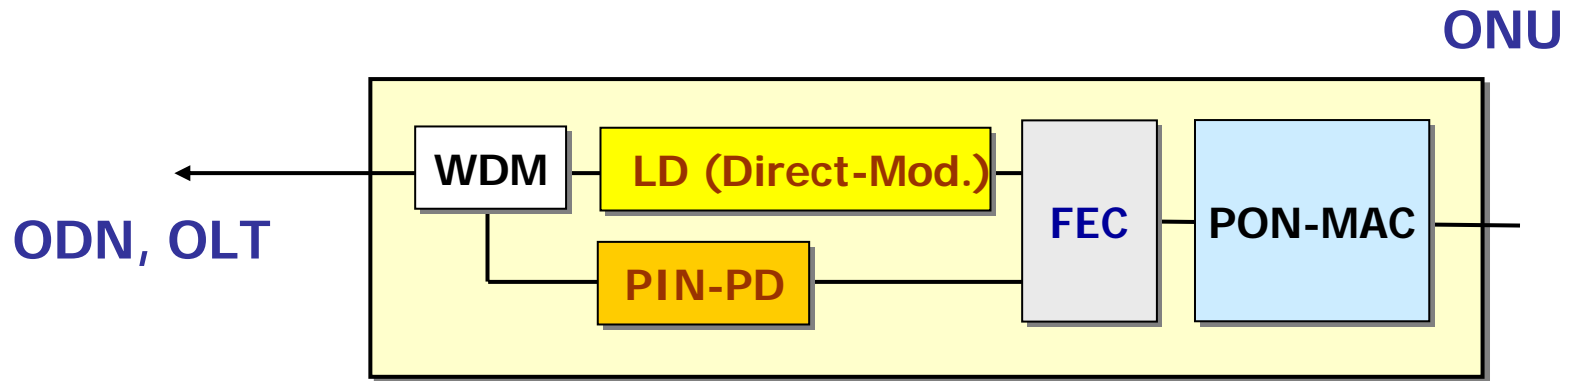 ONU
WDM
LD (Direct-Mod.)
FEC
PON-MAC
ODN, OLT
PIN-PD